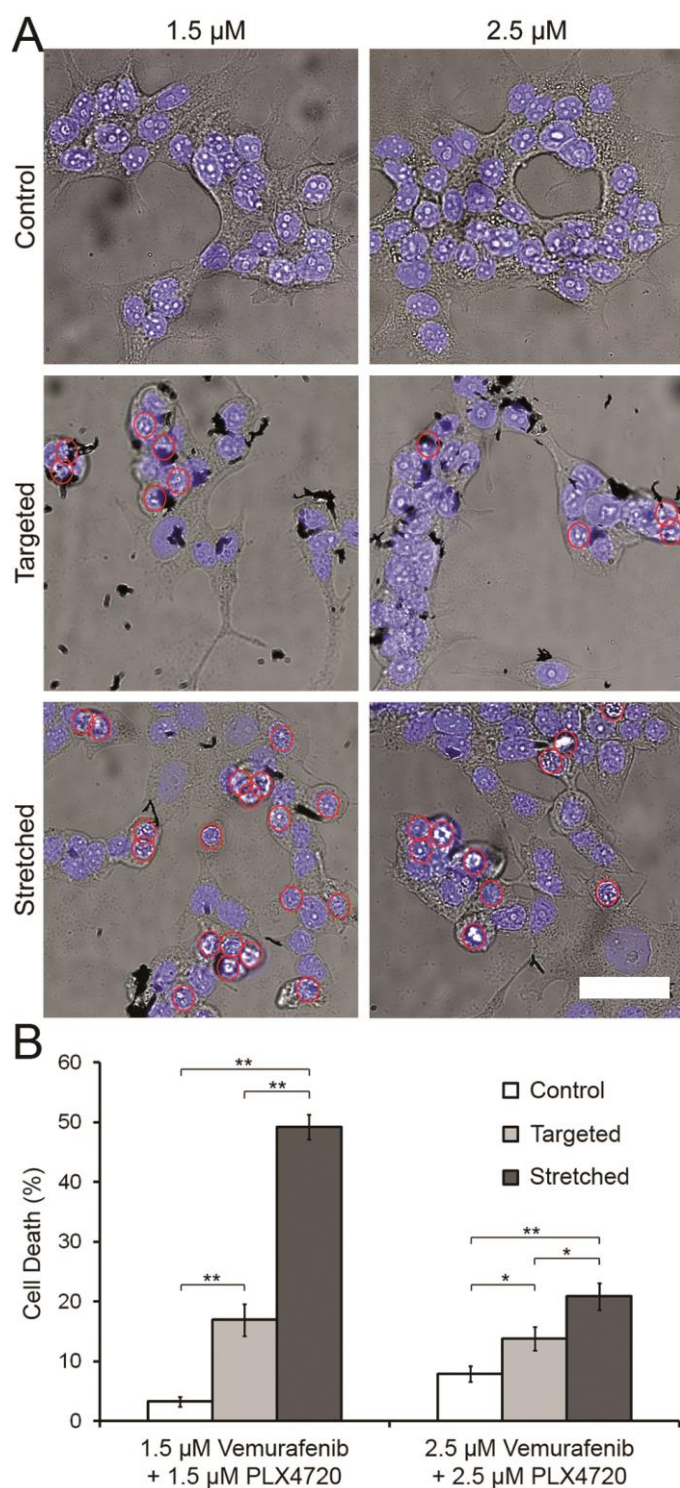 A
1.5 µM
2.5 µM
Control
Targeted
Stretched
B
60
50
40
30
20
10
0
Cell Death (%)
**
**
**
**
*
*
Control
Targeted
Stretched
1.5 µM Vemurafenib
+ 1.5 µM PLX4720
2.5 µM Vemurafenib
+ 2.5 µM PLX4720